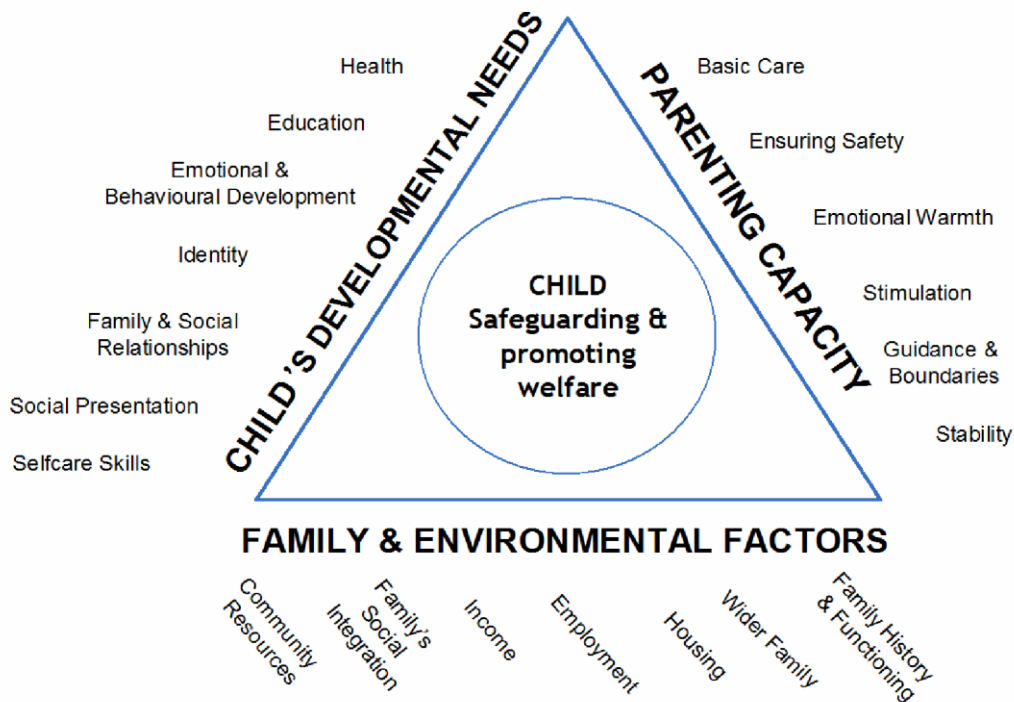 CHILD'S DEVELOPMENTAL NEEDS
Health
Education
Emotional &
Behavioural Development
Identity
Family & Social
Relationships
Social Presentation
Selfcare Skills
PARENTING CAPACITY
Basic Care
Ensuring Safety
Emotional Warmth
Stimulation
Guidance &
Boundaries
Stability
CHILD
Safeguarding &
promoting
welfare
FAMILY & ENVIRONMENTAL FACTORS
Community
Resources
Family's
Social
Integration
Income
Employment
Housing
Wider Family
Family History
& Functioning